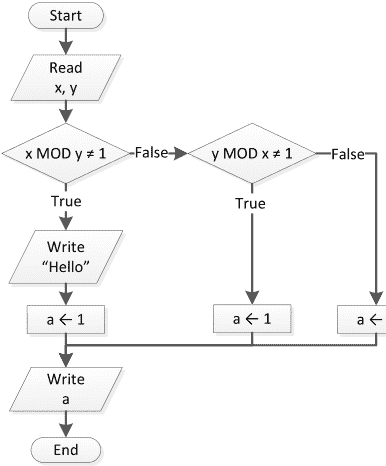 Start
Read
x, y
x MOD y ≠ 1
False
y MOD x ≠ 1
False
True
True
Write
“Hello”
a ← 1
a ← 1
a ←
Write
a
End